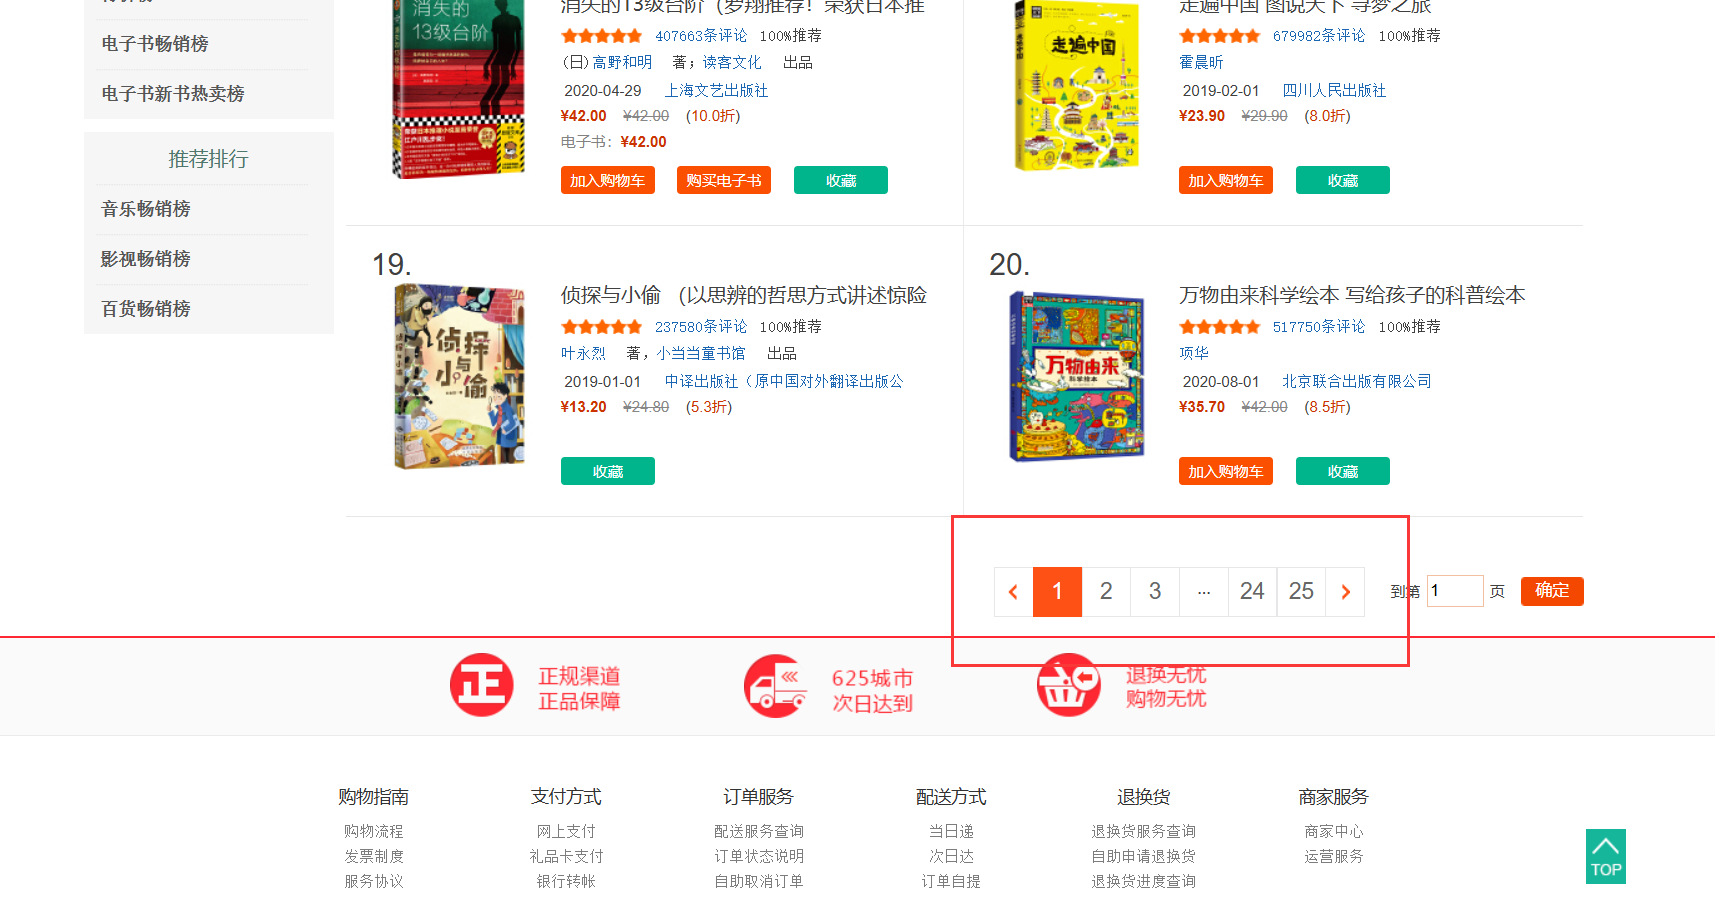 电子书畅销榜
电子书新书热卖榜
推荐排行
音乐畅销榜
影视畅销榜
百货畅销榜
消失的
13级台阶
消失的13级台阶（罗翔推荐！荣获日本推
407663条评论 100%推荐
(日)高野和明 著；读客文化 出品
2020-04-29 上海文艺出版社
¥42.00 ¥42.00 (10.0折)
电子书：¥42.00
加入购物车 购买电子书 收藏
走遍中国
走遍中国 图说天下 寻梦之旅
679982条评论 100%推荐
霍晨昕
2019-02-01 四川人民出版社
¥23.90 ¥29.90 (8.0折)
加入购物车 收藏
19.
侦探与小偷
侦探与小偷 （以思辨的哲思方式讲述惊险
237580条评论 100%推荐
叶永烈 著，小当当童书馆 出品
2019-01-01 中译出版社（原中国对外翻译出版公
¥13.20 ¥24.80 (5.3折)
收藏
20.
万物由来
科学绘本
万物由来科学绘本 写给孩子的科普绘本
517750条评论 100%推荐
项华
2020-08-01 北京联合出版有限公司
¥35.70 ¥42.00 (8.5折)
加入购物车 收藏
1 2 3 ... 24 25 到第 1 页 确定
正
正规渠道
正品保障
625城市
次日达到
退换无忧
购物无忧
购物指南 支付方式 订单服务 配送方式 退换货 商家服务
购物流程 网上支付 配送服务查询 当日递 退换货服务查询 商家中心
发票制度 礼品卡支付 订单状态说明 次日达 自助申请退换货 运营服务
服务协议 银行转帐 自助取消订单 订单自提 退换货进度查询
TOP